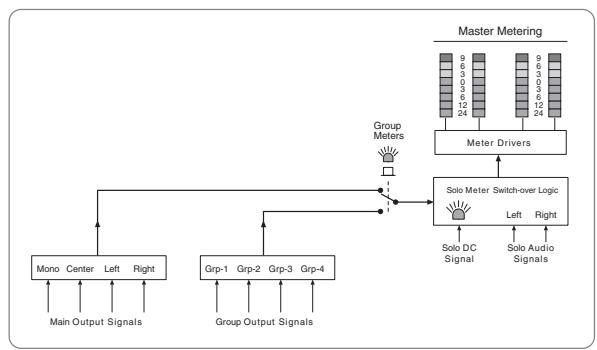 Master Metering
9 9
6 6
3 3
0 0
3 3
6 6
12 12
24 24
Group
Meters
Meter Drivers
Solo Meter Switch-over Logic
Left Right
Solo DC
Signal
Solo Audio
Signals
Mono Center Left Right
Grp-1 Grp-2 Grp-3 Grp-4
Main Output Signals
Group Output Signals